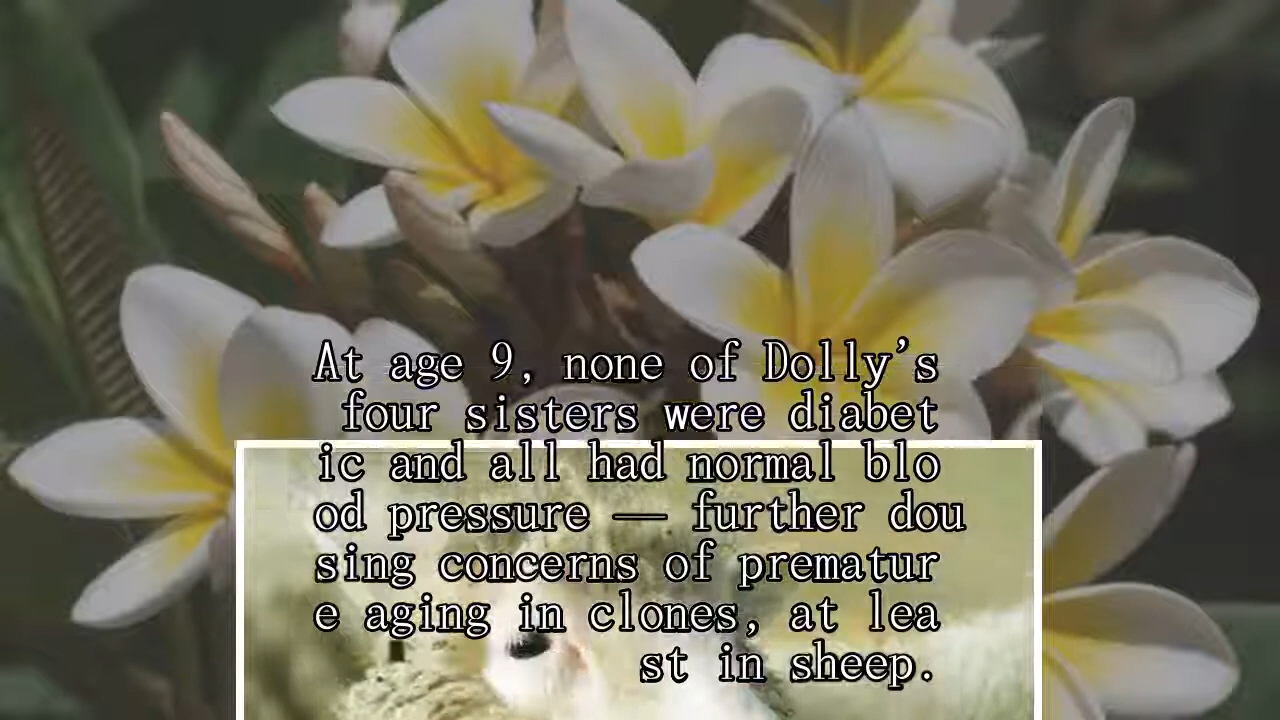 At age 9, none of Dolly’s
four sisters were diabet
ic and all had normal blo
od pressure — further dou
sing concerns of prematur
e aging in clones, at lea
st in sheep.